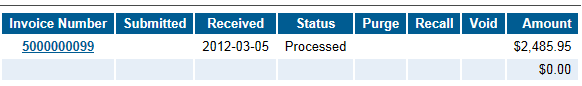 Invoice Number Submitted Received Status Purge Recall Void Amount
5000000099 2012-03-05 Processed $2,485.95
$0.00